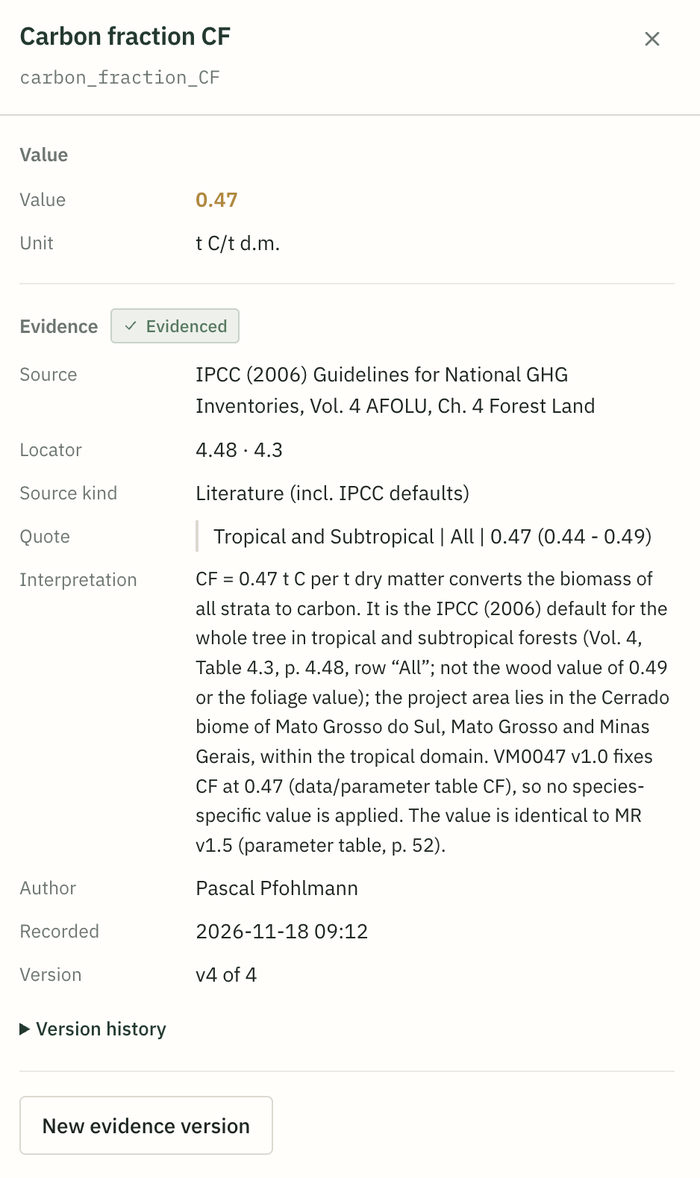 Carbon fraction CF
carbon_fraction_CF
Value
Value 0.47
Unit t C/t d.m.
Evidence Evidenced
Source IPCC (2006) Guidelines for National GHG
Inventories, Vol. 4 AFOLU, Ch. 4 Forest Land
Locator 4.48 · 4.3
Source kind Literature (incl. IPCC defaults)
Quote Tropical and Subtropical | All | 0.47 (0.44 - 0.49)
Interpretation CF = 0.47 t C per t dry matter converts the biomass of
all strata to carbon. It is the IPCC (2006) default for the
whole tree in tropical and subtropical forests (Vol. 4,
Table 4.3, p. 4.48, row “All”; not the wood value of 0.49
or the foliage value); the project area lies in the Cerrado
biome of Mato Grosso do Sul, Mato Grosso and Minas
Gerais, within the tropical domain. VM0047 v1.0 fixes
CF at 0.47 (data/parameter table CF), so no species-
specific value is applied. The value is identical to MR
v1.5 (parameter table, p. 52).
Author Pascal Pfohlmann
Recorded 2026-11-18 09:12
Version v4 of 4
Version history
New evidence version